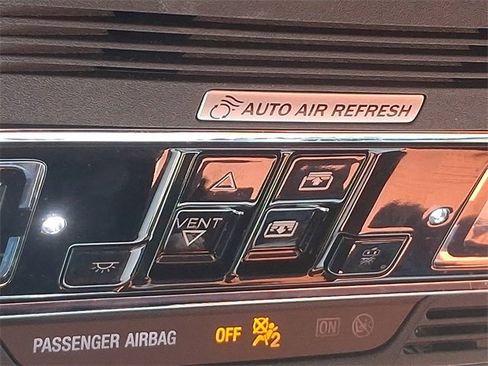 AUTO AIR REFRESH
VENT
PASSENGER AIRBAG OFF 2 ON